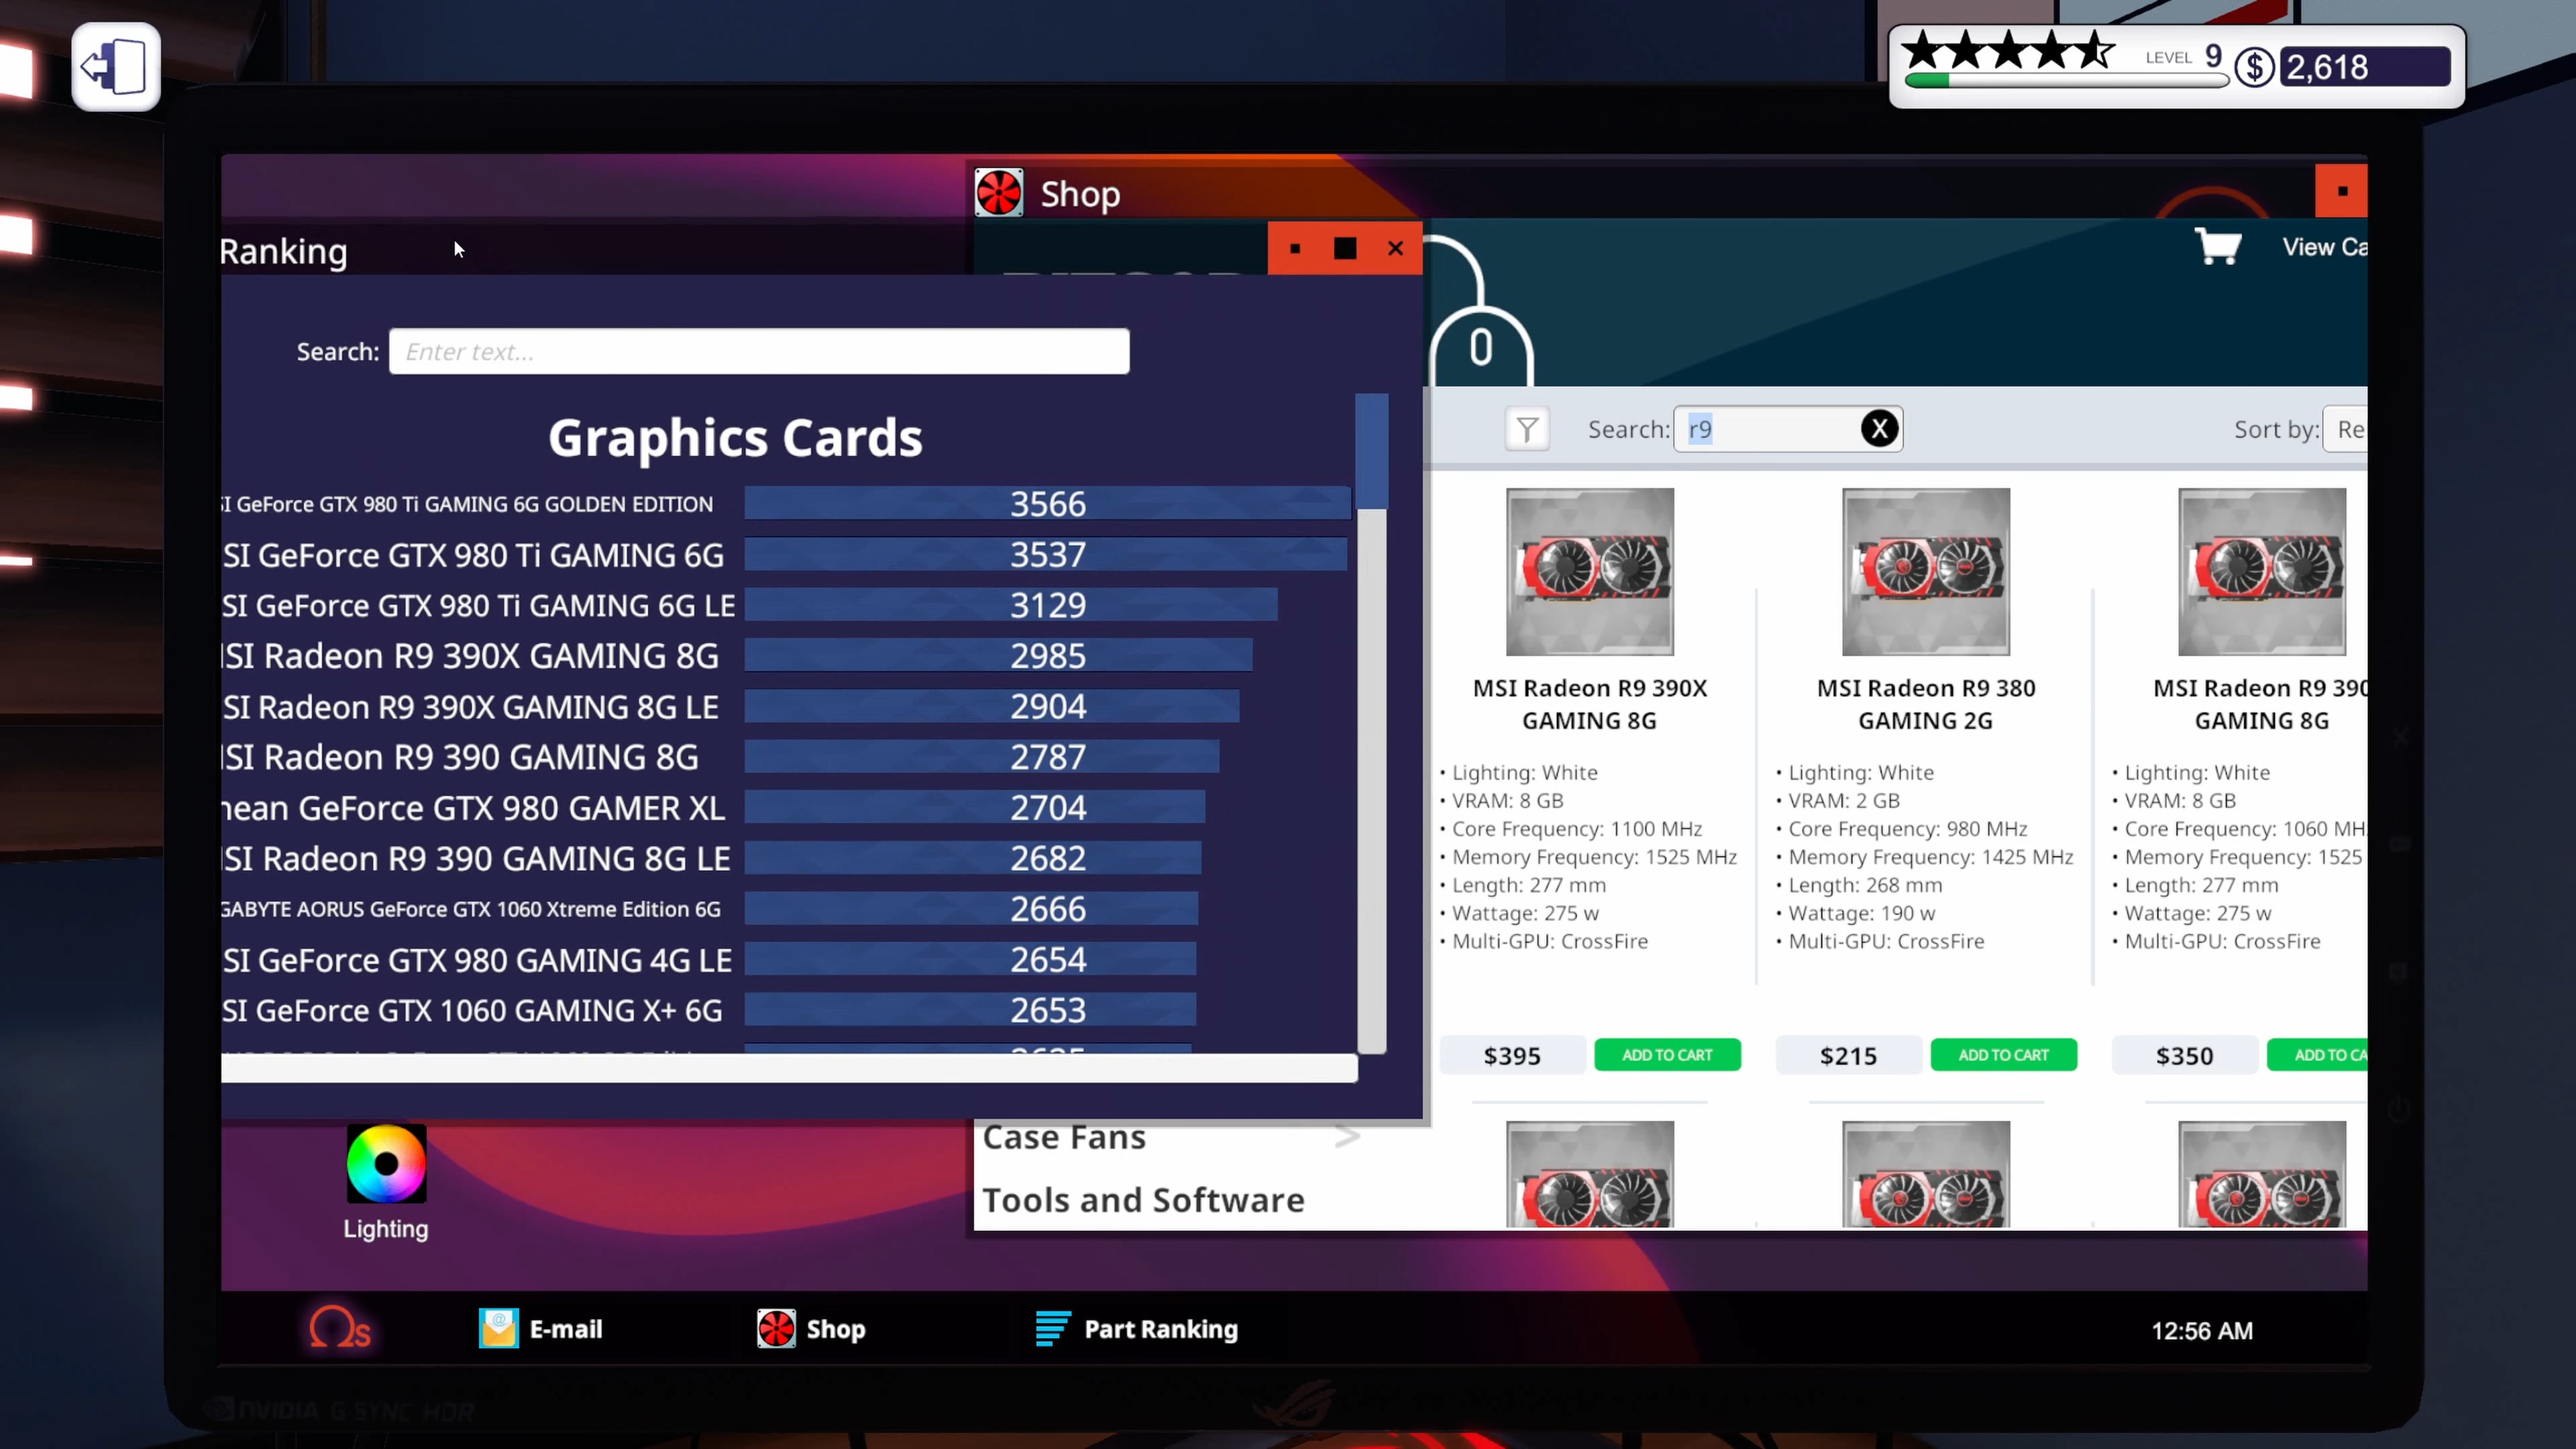 LEVEL 9 $ 2,618
Shop
Ranking
View Ca
Search: Enter text...
0
Search: r9 X
Sort by: Re
Graphics Cards
SI GeForce GTX 980 Ti GAMING 6G GOLDEN EDITION 3566
SI GeForce GTX 980 Ti GAMING 6G 3537
SI GeForce GTX 980 Ti GAMING 6G LE 3129
SI Radeon R9 390X GAMING 8G 2985
SI Radeon R9 390X GAMING 8G LE 2904
SI Radeon R9 390 GAMING 8G 2787
nean GeForce GTX 980 GAMER XL 2704
SI Radeon R9 390 GAMING 8G LE 2682
GABYTE AORUS GeForce GTX 1060 Xtreme Edition 6G 2666
SI GeForce GTX 980 GAMING 4G LE 2654
SI GeForce GTX 1060 GAMING X+ 6G 2653
MSI Radeon R9 390X
GAMING 8G
• Lighting: White
• VRAM: 8 GB
• Core Frequency: 1100 MHz
• Memory Frequency: 1525 MHz
• Length: 277 mm
• Wattage: 275 w
• Multi-GPU: CrossFire
$395 ADD TO CART
MSI Radeon R9 380
GAMING 2G
• Lighting: White
• VRAM: 2 GB
• Core Frequency: 980 MHz
• Memory Frequency: 1425 MHz
• Length: 268 mm
• Wattage: 190 w
• Multi-GPU: CrossFire
$215 ADD TO CART
MSI Radeon R9 390
GAMING 8G
• Lighting: White
• VRAM: 8 GB
• Core Frequency: 1060 MH
• Memory Frequency: 1525
• Length: 277 mm
• Wattage: 275 w
• Multi-GPU: CrossFire
$350 ADD TO CA
Case Fans >
Tools and Software
Lighting
Ωs E-mail Shop Part Ranking 12:56 AM
NVIDIA G-SYNC HDR